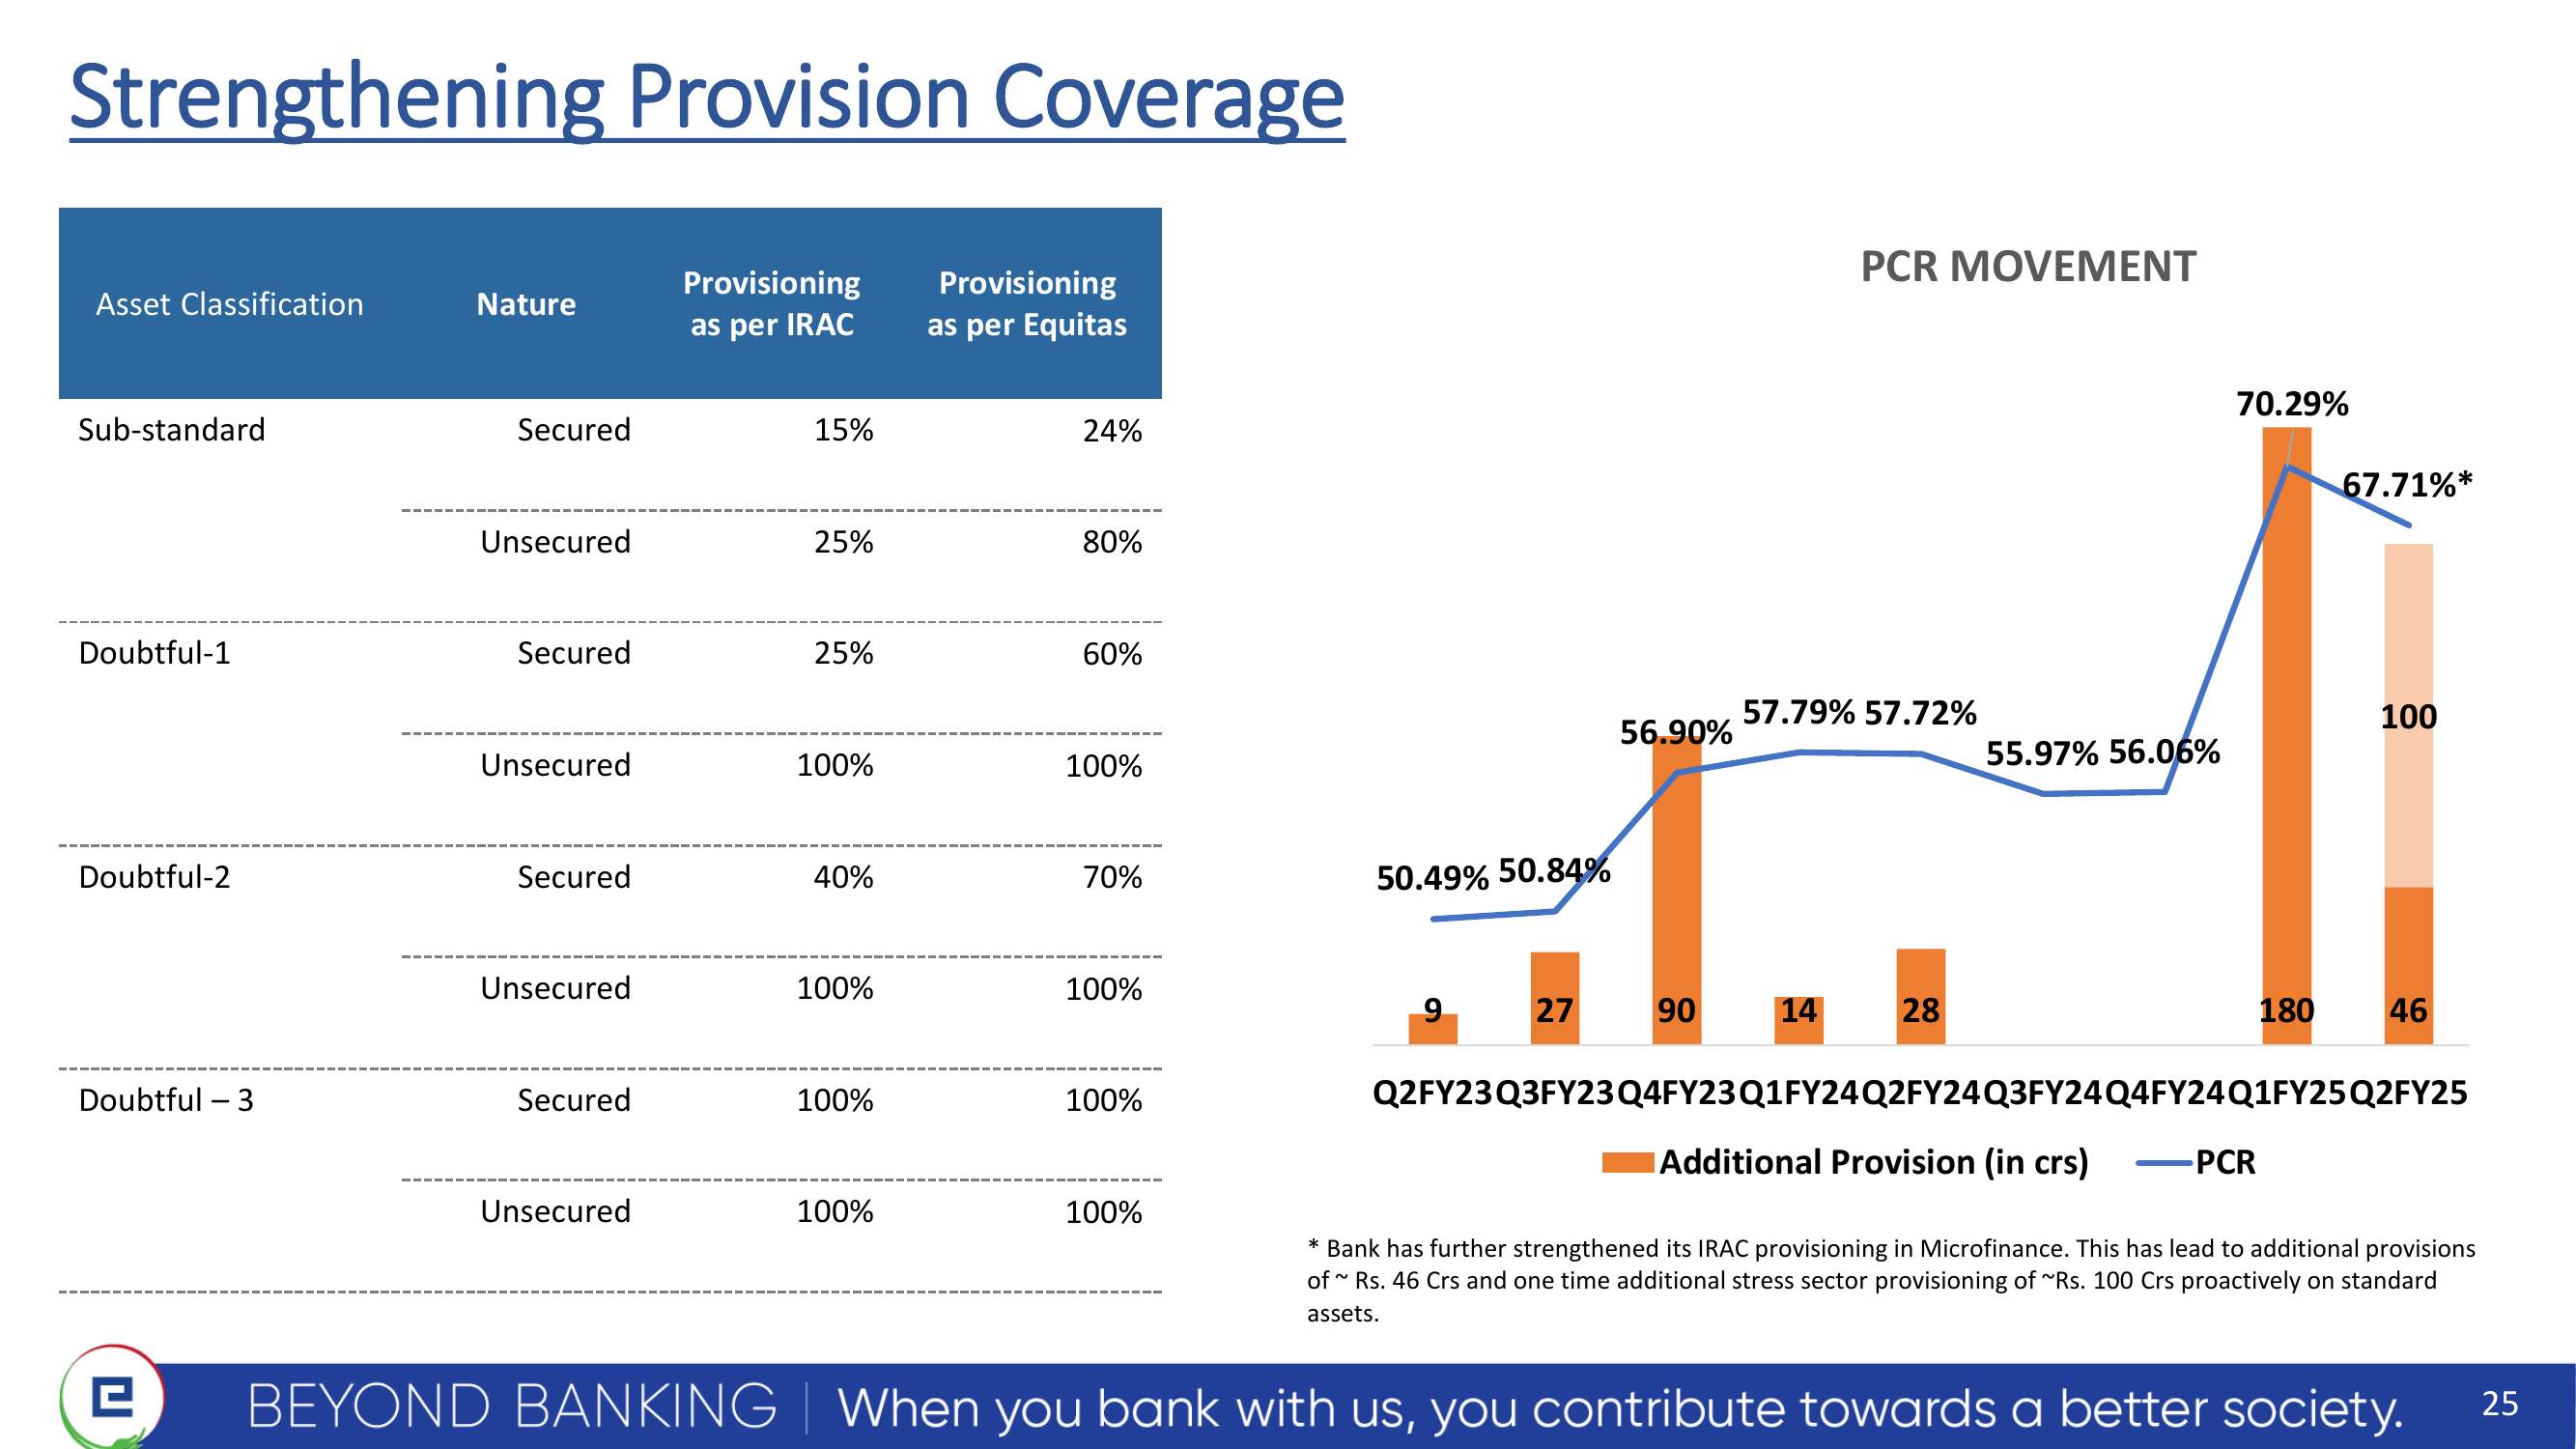 Strengthening Provision Coverage
Asset Classification Nature Provisioning as per IRAC Provisioning as per Equitas
Sub-standard Secured 15% 24%
Unsecured 25% 80%
Doubtful-1 Secured 25% 60%
Unsecured 100% 100%
Doubtful-2 Secured 40% 70%
Unsecured 100% 100%
Doubtful – 3 Secured 100% 100%
Unsecured 100% 100%
PCR MOVEMENT
70.29%
67.71%*
56.90% 57.79% 57.72% 55.97% 56.06%
100
50.49% 50.84%
9 27 90 14 28 180 46
Q2FY23 Q3FY23 Q4FY23 Q1FY24 Q2FY24 Q3FY24 Q4FY24 Q1FY25 Q2FY25
Additional Provision (in crs) PCR
* Bank has further strengthened its IRAC provisioning in Microfinance. This has lead to additional provisions
of ~ Rs. 46 Crs and one time additional stress sector provisioning of ~Rs. 100 Crs proactively on standard
assets.
BEYOND BANKING | When you bank with us, you contribute towards a better society. 25